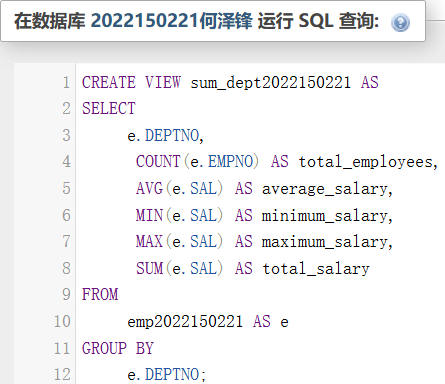 在数据库 2022150221何泽锋 运行 SQL 查询:
1 CREATE VIEW sum_dept2022150221 AS
2 SELECT
3 e.DEPTNO,
4 COUNT(e.EMPNO) AS total_employees,
5 AVG(e.SAL) AS average_salary,
6 MIN(e.SAL) AS minimum_salary,
7 MAX(e.SAL) AS maximum_salary,
8 SUM(e.SAL) AS total_salary
9 FROM
10 emp2022150221 AS e
11 GROUP BY
12 e.DEPTNO;